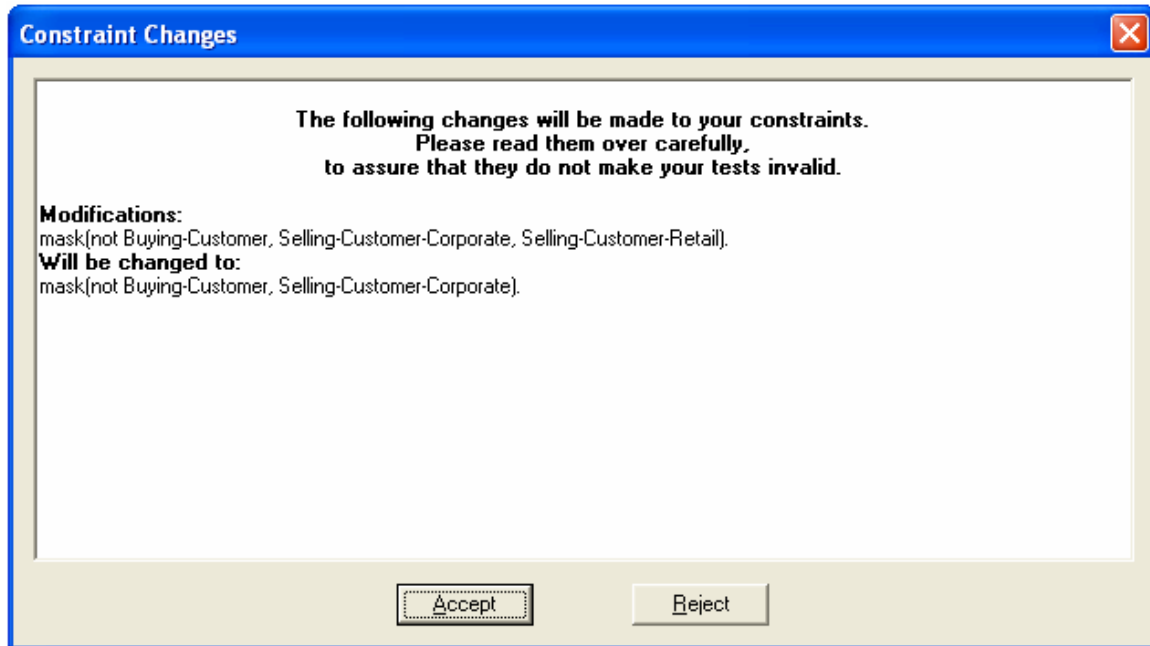 Constraint Changes
The following changes will be made to your constraints.
Please read them over carefully,
to assure that they do not make your tests invalid.
Modifications:
mask(not Buying-Customer, Selling-Customer-Corporate, Selling-Customer-Retail).
Will be changed to:
mask(not Buying-Customer, Selling-Customer-Corporate).
Accept
Reject